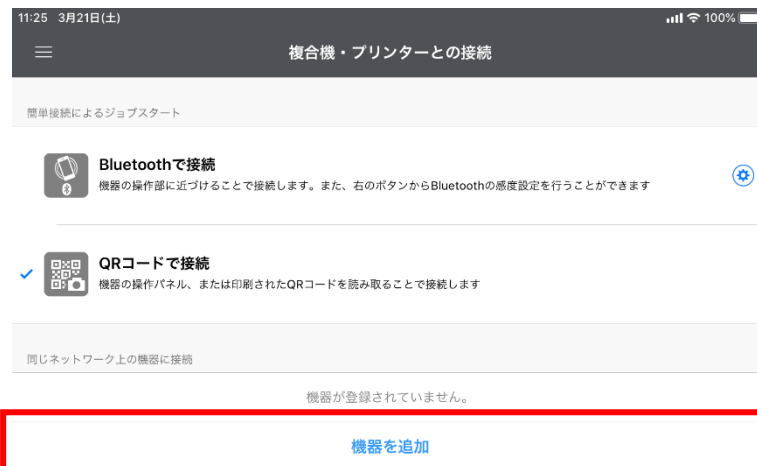 11:25 3月21日(土)
100%
複合機・プリンターとの接続
簡単接続によるジョブスタート
Bluetoothで接続
機器の操作部に近づけることで接続します。また、右のボタンからBluetoothの感度設定を行うことができます
QRコードで接続
機器の操作パネル、または印刷されたQRコードを読み取ることで接続します
同じネットワーク上の機器に接続
機器が登録されていません。
機器を追加